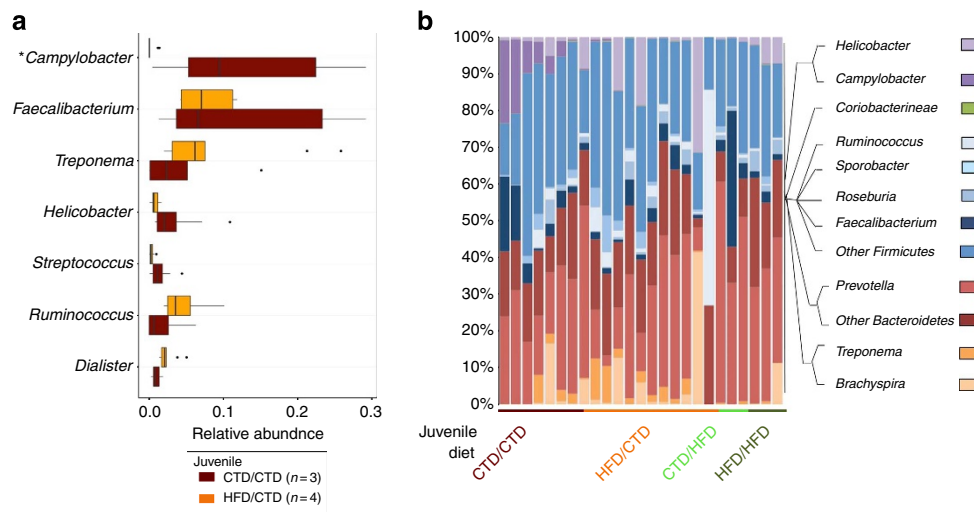 a
*Campylobacter
Faecalibacterium
Treponema
Helicobacter
Streptococcus
Ruminococcus
Dialister
0.0 0.1 0.2 0.3
Relative abundnce
Juvenile
CTD/CTD (n=3)
HFD/CTD (n=4)
b
100%
90%
80%
70%
60%
50%
40%
30%
20%
10%
0%
Juvenile
diet
CTD/CTD
HFD/CTD
CTD/HFD
HFD/HFD
Helicobacter
Campylobacter
Coriobacterineae
Ruminococcus
Sporobacter
Roseburia
Faecalibacterium
Other Firmicutes
Prevotella
Other Bacteroidetes
Treponema
Brachyspira